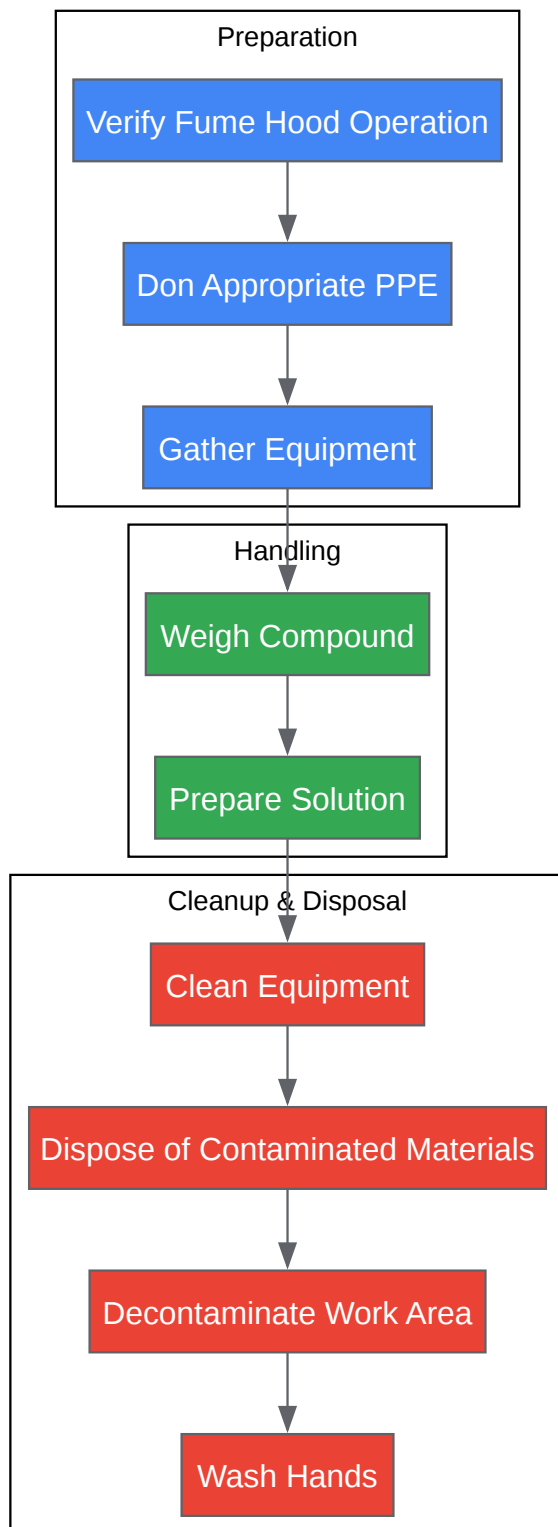 Preparation
Verify Fume Hood Operation
Don Appropriate PPE
Gather Equipment
Handling
Weigh Compound
Prepare Solution
Cleanup & Disposal
Clean Equipment
Dispose of Contaminated Materials
Decontaminate Work Area
Wash Hands